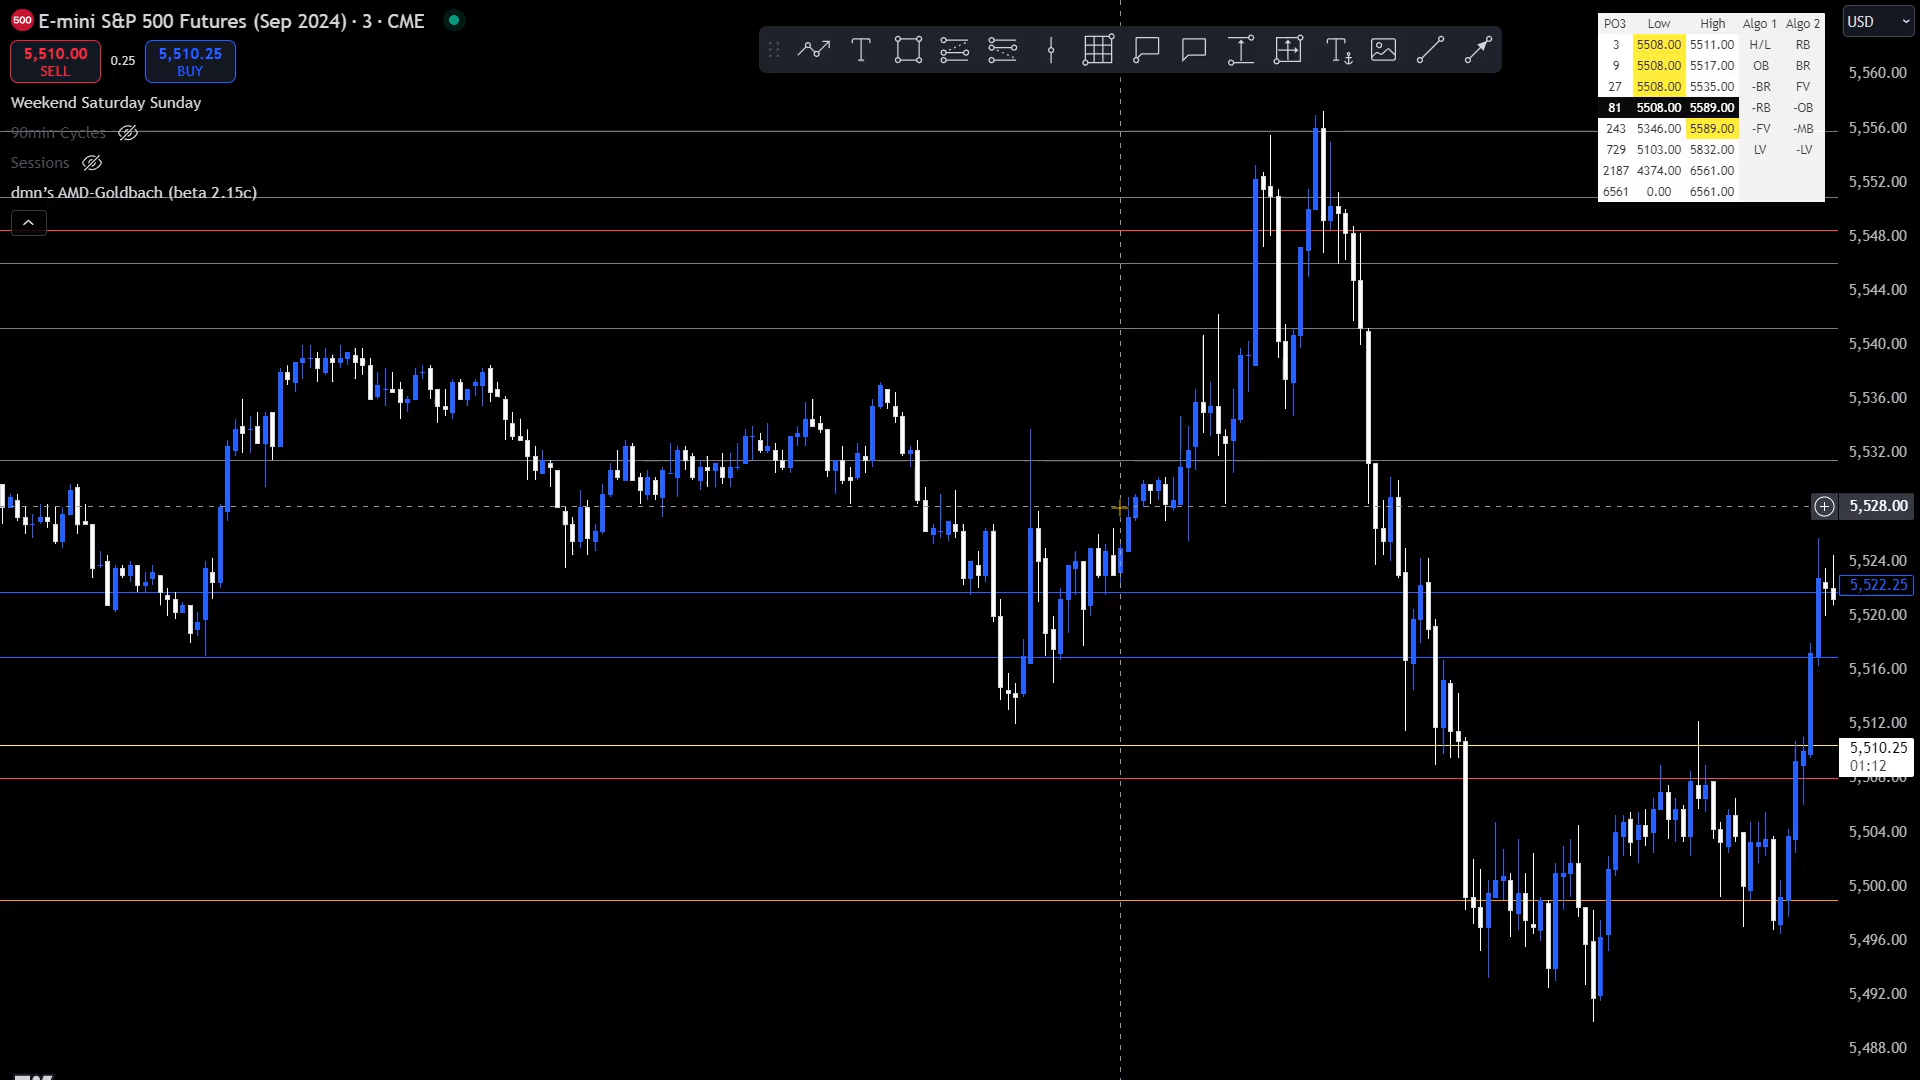 500 E-mini S&P 500 Futures (Sep 2024) · 3 · CME
5,510.00
SELL
0.25
5,510.25
BUY
Weekend Saturday Sunday
90min Cycles
Sessions
dmn's AMD-Goldbach (beta 2.15c)
PO3 Low High Algo 1 Algo 2
3 5508.00 5511.00 H/L RB
9 5508.00 5517.00 OB BR
27 5508.00 5535.00 -BR FV
81 5508.00 5589.00 -RB -OB
243 5346.00 5589.00 -FV -MB
729 5103.00 5832.00 LV -LV
2187 4374.00 6561.00
6561 0.00 6561.00
USD
5,560.00
5,556.00
5,552.00
5,548.00
5,544.00
5,540.00
5,536.00
5,532.00
5,528.00
5,524.00
5,522.25
5,520.00
5,516.00
5,512.00
5,510.25
01:12
5,508.00
5,504.00
5,500.00
5,496.00
5,492.00
5,488.00